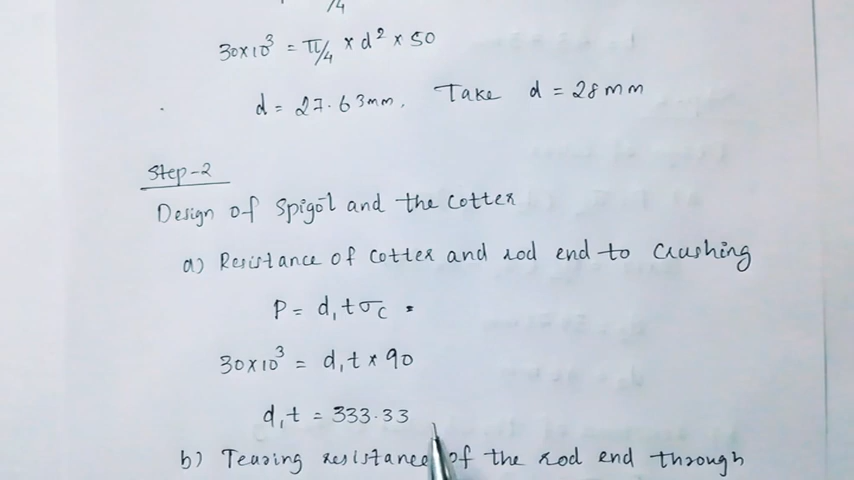 /4
30×10³ = π/4 × d² × 50
d = 27.63mm. Take d = 28mm
Step-2
Design of Spigot and the Cotter
a) Resistance of cotter and rod end to crushing
P = d₁tσc
30×10³ = d₁t × 90
d₁t = 333.33
b) Tearing resistance of the rod end through